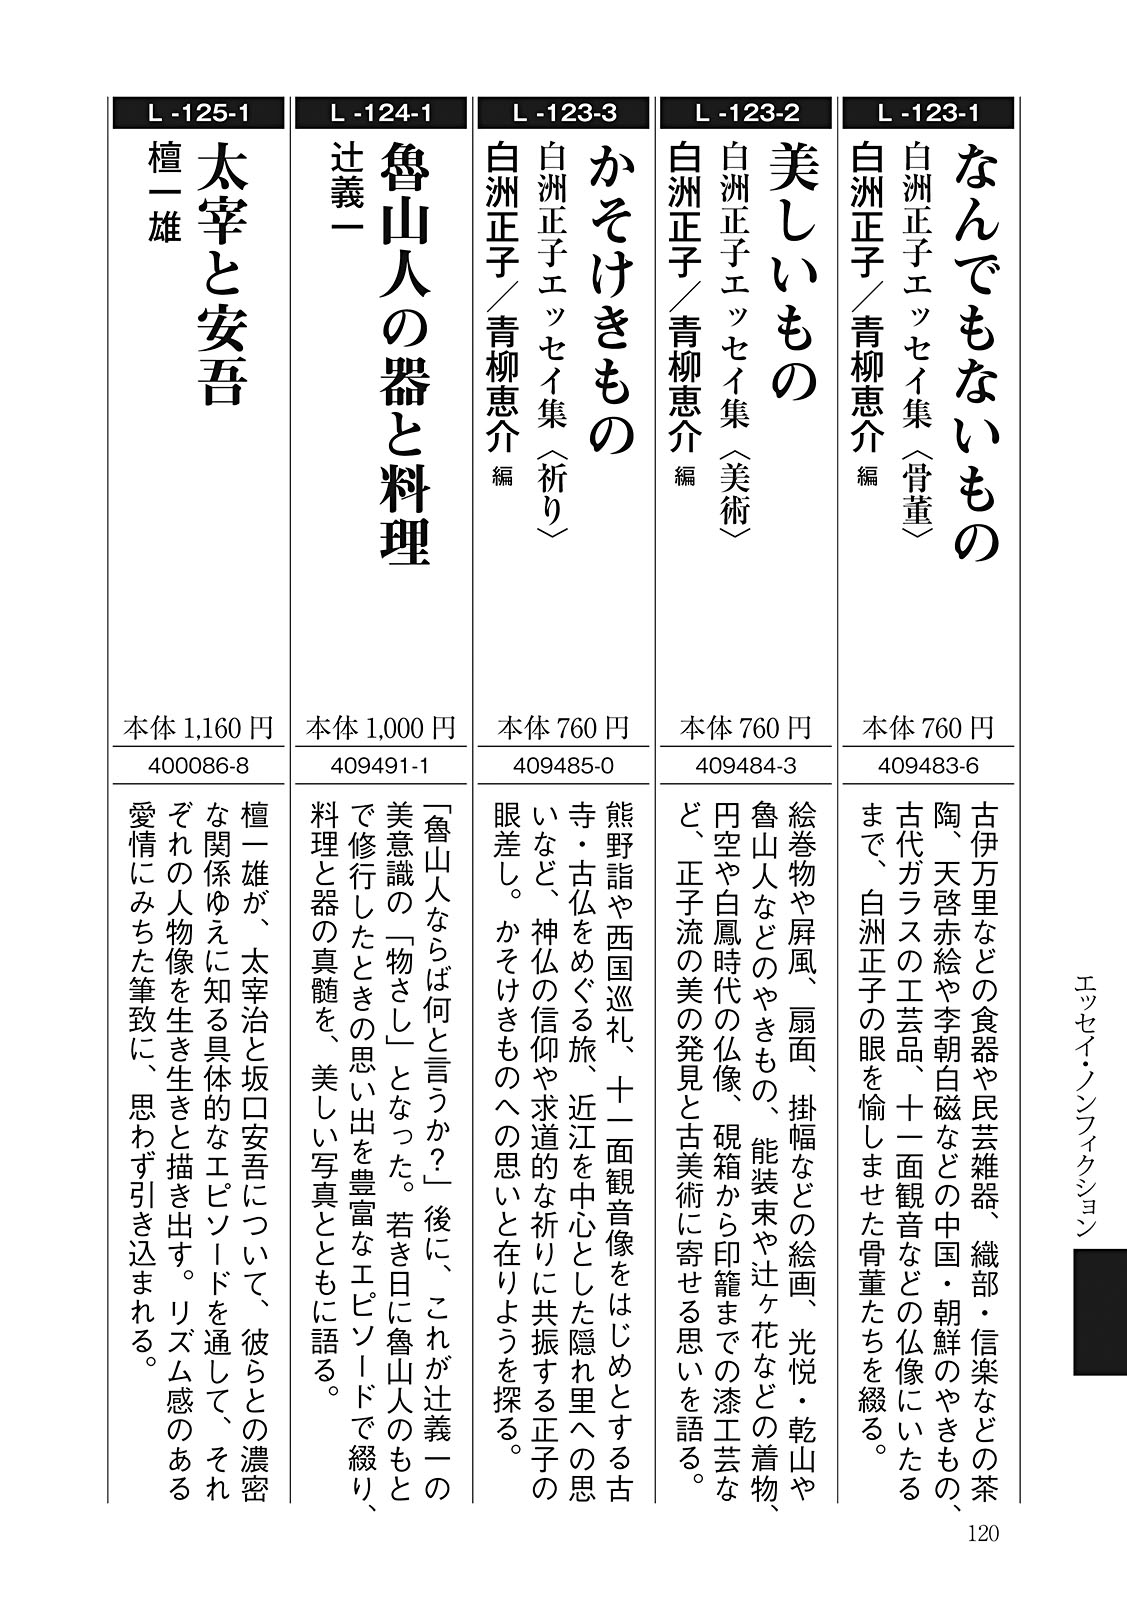 L -123-1
なんでもないもの
白洲正子エッセイ集〈骨董〉
白洲正子／青柳恵介 編
本体 760 円
409483-6
古伊万里などの食器や民芸雑器、織部・信楽などの茶
陶、天啓赤絵や李朝白磁などの中国・朝鮮のやきもの、
古代ガラスの工芸品、十一面観音などの仏像にいたる
まで、白洲正子の眼を愉しませた骨董たちを綴る。
L -123-2
美しいもの
白洲正子エッセイ集〈美術〉
白洲正子／青柳恵介 編
本体 760 円
409484-3
絵巻物や屛風、扇面、掛幅などの絵画、光悦・乾山や
魯山人などのやきもの、能装束や辻ヶ花などの着物、
円空や白鳳時代の仏像、硯箱から印籠までの漆工芸な
ど、正子流の美の発見と古美術に寄せる思いを語る。
L -123-3
かそけきもの
白洲正子エッセイ集〈祈り〉
白洲正子／青柳恵介 編
本体 760 円
409485-0
熊野詣や西国巡礼、十一面観音像をはじめとする古
寺・古仏をめぐる旅、近江を中心とした隠れ里への思
いなど、神仏の信仰や求道的な祈りに共振する正子の
眼差し。かそけきものへの思いと在りようを探る。
L -124-1
魯山人の器と料理
辻義一
本体 1,000 円
409491-1
「魯山人ならば何と言うか？」後に、これが辻義一の
美意識の「物さし」となった。若き日に魯山人のもと
で修行したときの思い出を豊富なエピソードで綴り、
料理と器の真髄を、美しい写真とともに語る。
L -125-1
太宰と安吾
檀一雄
本体 1,160 円
400086-8
檀一雄が、太宰治と坂口安吾について、彼らとの濃密
な関係ゆえに知る具体的なエピソードを通して、それ
ぞれの人物像を生き生きと描き出す。リズム感のある
愛情にみちた筆致に、思わず引き込まれる。
エッセイ・ノンフィクション
120